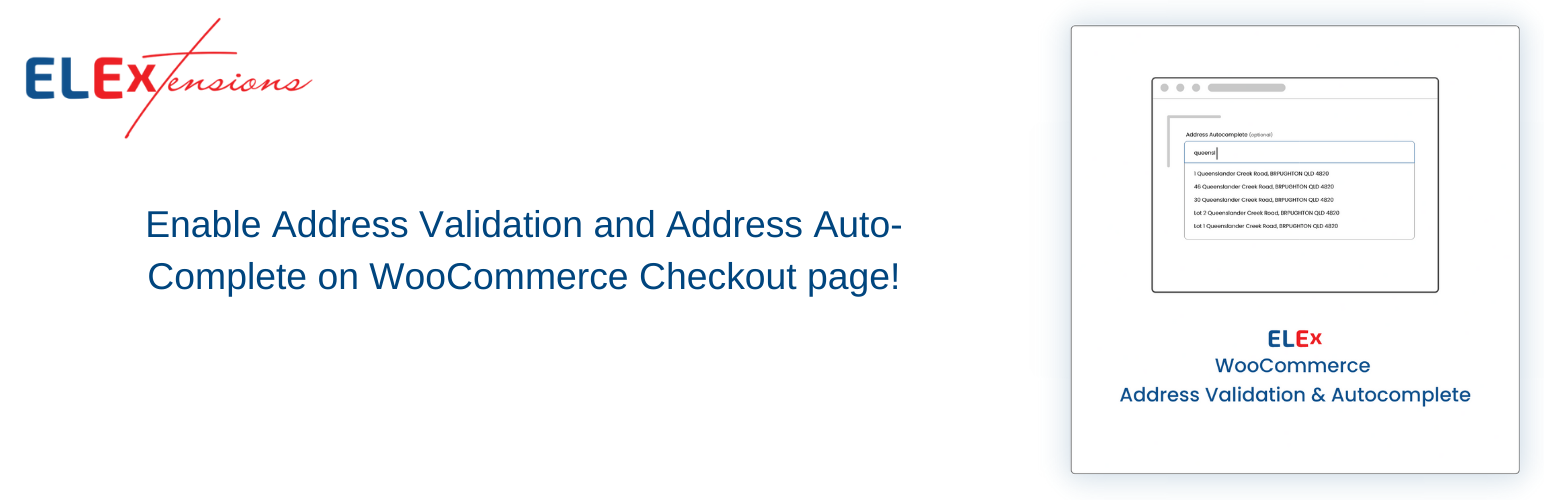 ELEXtensions
Enable Address Validation and Address Auto-
Complete on WooCommerce Checkout page!
Address Autocomplete (optional)
queensl
1 Queenslander Creek Road, BRPUGHTON QLD 4820
46 Queenslander Creek Road, BRPUGHTON QLD 4820
30 Queenslander Creek Road, BRPUGHTON QLD 4820
Lot 2 Queenslander Creek Road, BRPUGHTON QLD 4820
Lot 1 Queenslander Creek Road, BRPUGHTON QLD 4820
ELEX
WooCommerce
Address Validation & Autocomplete